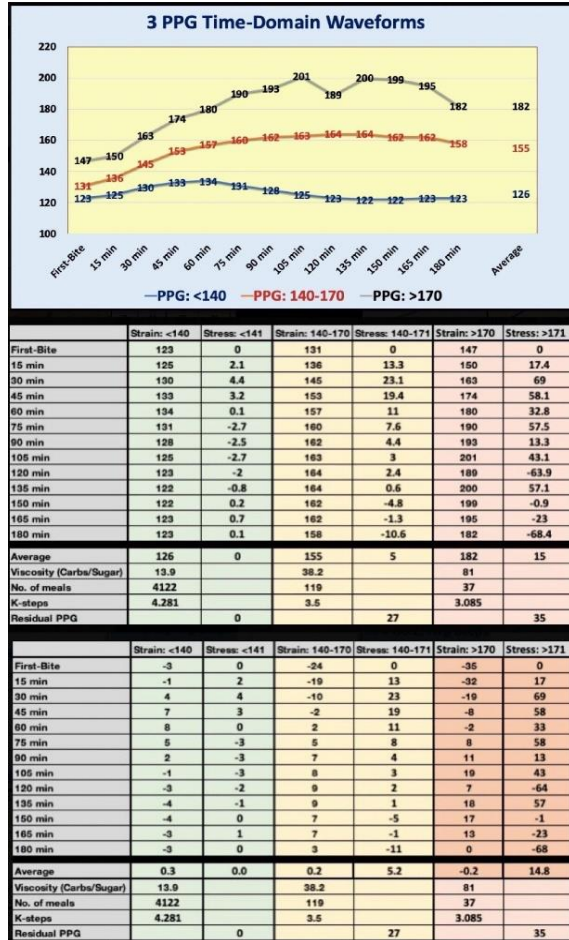 3 PPG Time-Domain Waveforms
220
200
180
160
140
120
100
147 150 163 174 180 190 193 201 189 200 199 195 182 182
131 136 145 153 157 160 162 163 164 164 162 162 158 155
123 125 130 133 134 131 128 125 123 122 122 123 123 126
First-Bite 15 min 30 min 45 min 60 min 75 min 90 min 105 min 120 min 135 min 150 min 165 min 180 min Average
PPG: <140 PPG: 140-170 PPG: >170
Strain: <140 Stress: <141 Strain: 140-170 Stress: 140-171 Strain: >170 Stress: >171
First-Bite 123 0 131 0 147 0
15 min 125 2.1 136 13.3 150 17.4
30 min 130 4.4 145 23.1 163 69
45 min 133 3.2 153 19.4 174 58.1
60 min 134 0.1 157 11 180 32.8
75 min 131 -2.7 160 7.6 190 57.5
90 min 128 -2.5 162 4.4 193 13.3
105 min 125 -2.7 163 3 201 43.1
120 min 123 -2 164 2.4 189 -63.9
135 min 122 -0.8 164 0.6 200 57.1
150 min 122 0.2 162 -4.8 199 -0.9
165 min 123 0.7 162 -1.3 195 -23
180 min 123 0.1 158 -10.6 182 -68.4
Average 126 0 155 5 182 15
Viscosity (Carbs/Sugar) 13.9 38.2 81
No. of meals 4122 119 37
K-steps 4.281 3.5 3.085
Residual PPG 0 27 35
Strain: <140 Stress: <141 Strain: 140-170 Stress: 140-171 Strain: >170 Stress: >171
First-Bite -3 0 -24 0 -35 0
15 min -1 2 -19 13 -32 17
30 min 4 4 -10 23 -19 69
45 min 7 3 -2 19 -8 58
60 min 8 0 2 11 -2 33
75 min 5 -3 5 8 8 58
90 min 2 -3 7 4 11 13
105 min -1 -3 8 3 19 43
120 min -3 -2 9 2 7 -64
135 min -4 -1 9 1 18 57
150 min -4 0 7 -5 17 -1
165 min -3 1 7 -1 13 -23
180 min -3 0 3 -11 0 -68
Average 0.3 0.0 0.2 5.2 -0.2 14.8
Viscosity (Carbs/Sugar) 13.9 38.2 81
No. of meals 4122 119 37
K-steps 4.281 3.5 3.085
Residual PPG 0 27 35